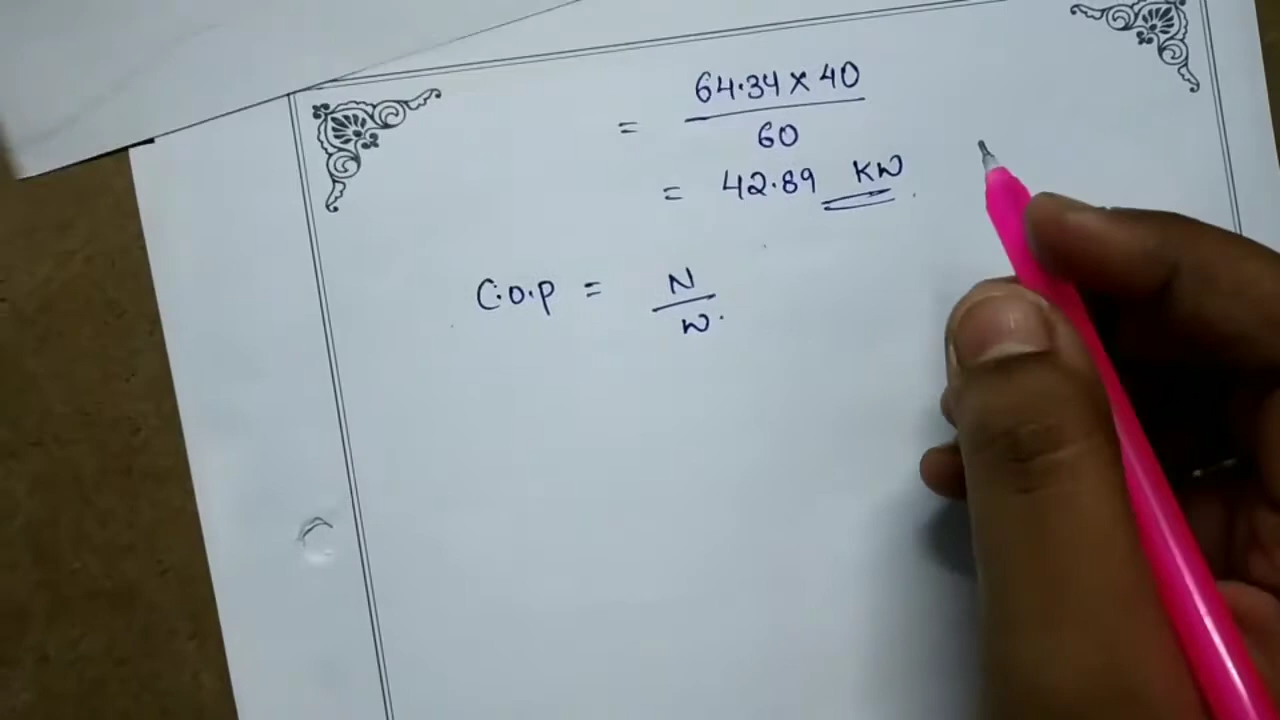 = 64.34 x 40
60
= 42.89 KW
C.O.P = N
W.